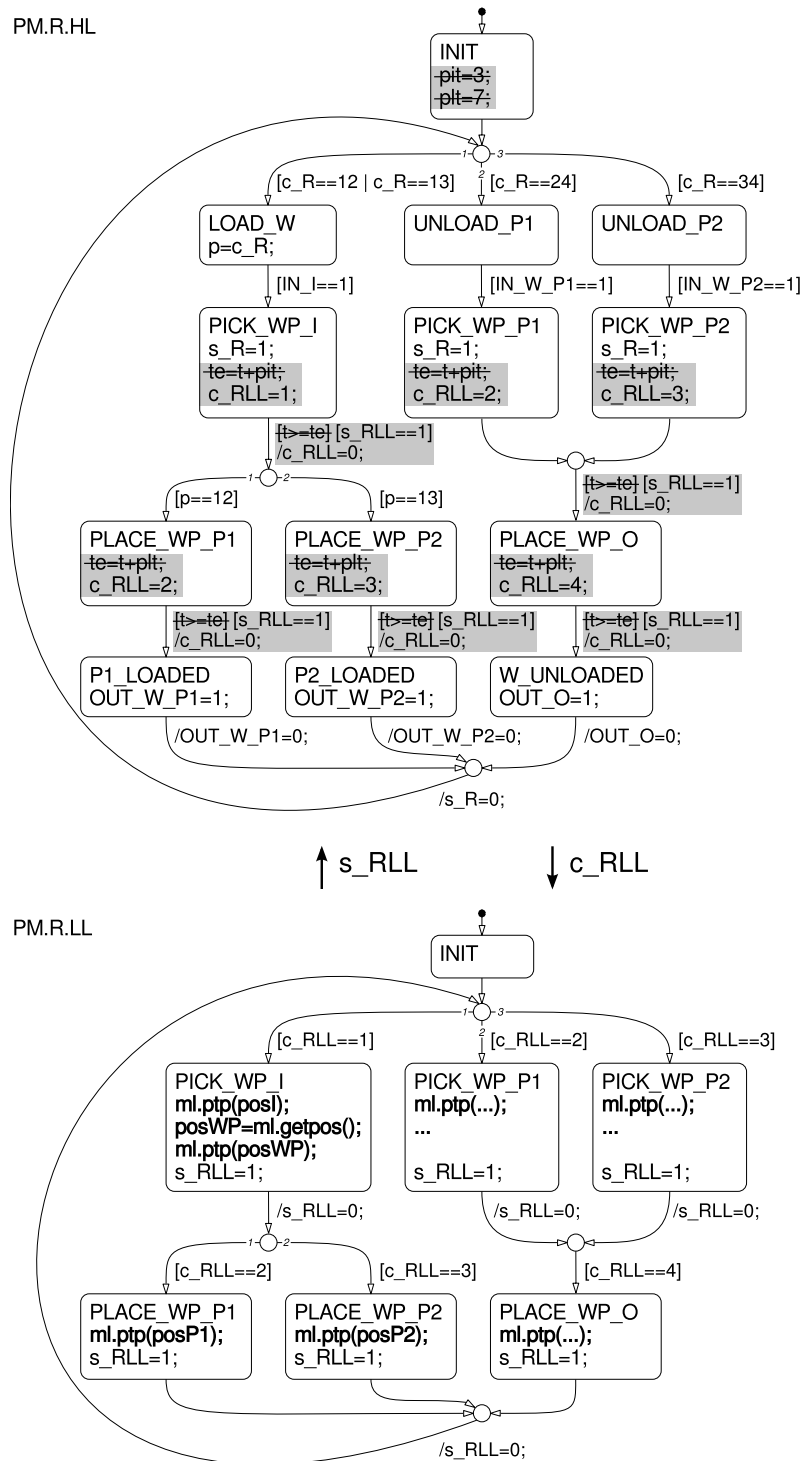 PM.R.HL
INIT
pit=3;
plt=7;
1 3
2
[c_R==12 | c_R==13] [c_R==24] [c_R==34]
LOAD_W UNLOAD_P1 UNLOAD_P2
p=c_R;
[IN_I==1] [IN_W_P1==1] [IN_W_P2==1]
PICK_WP_I PICK_WP_P1 PICK_WP_P2
s_R=1; s_R=1; s_R=1;
te=t+pit; te=t+pit; te=t+pit;
c_RLL=1; c_RLL=2; c_RLL=3;
[t>=te] [s_RLL==1]
/c_RLL=0;
1 2
[t>=te] [s_RLL==1]
[p==12] [p==13] /c_RLL=0;
PLACE_WP_P1 PLACE_WP_P2 PLACE_WP_O
te=t+plt; te=t+plt; te=t+plt;
c_RLL=2; c_RLL=3; c_RLL=4;
[t>=te] [s_RLL==1] [t>=te] [s_RLL==1] [t>=te] [s_RLL==1]
/c_RLL=0; /c_RLL=0; /c_RLL=0;
P1_LOADED P2_LOADED W_UNLOADED
OUT_W_P1=1; OUT_W_P2=1; OUT_O=1;
/OUT_W_P1=0; /OUT_W_P2=0; /OUT_O=0;
/s_R=0;
s_RLL c_RLL
PM.R.LL
INIT
1 3
2
[c_RLL==1] [c_RLL==2] [c_RLL==3]
PICK_WP_I PICK_WP_P1 PICK_WP_P2
ml.ptp(posI); ml.ptp(...); ml.ptp(...);
posWP=ml.getpos(); ... ...
ml.ptp(posWP);
s_RLL=1; s_RLL=1; s_RLL=1;
/s_RLL=0; /s_RLL=0; /s_RLL=0;
1 2
[c_RLL==2] [c_RLL==3] [c_RLL==4]
PLACE_WP_P1 PLACE_WP_P2 PLACE_WP_O
ml.ptp(posP1); ml.ptp(posP2); ml.ptp(...);
s_RLL=1; s_RLL=1; s_RLL=1;
/s_RLL=0;